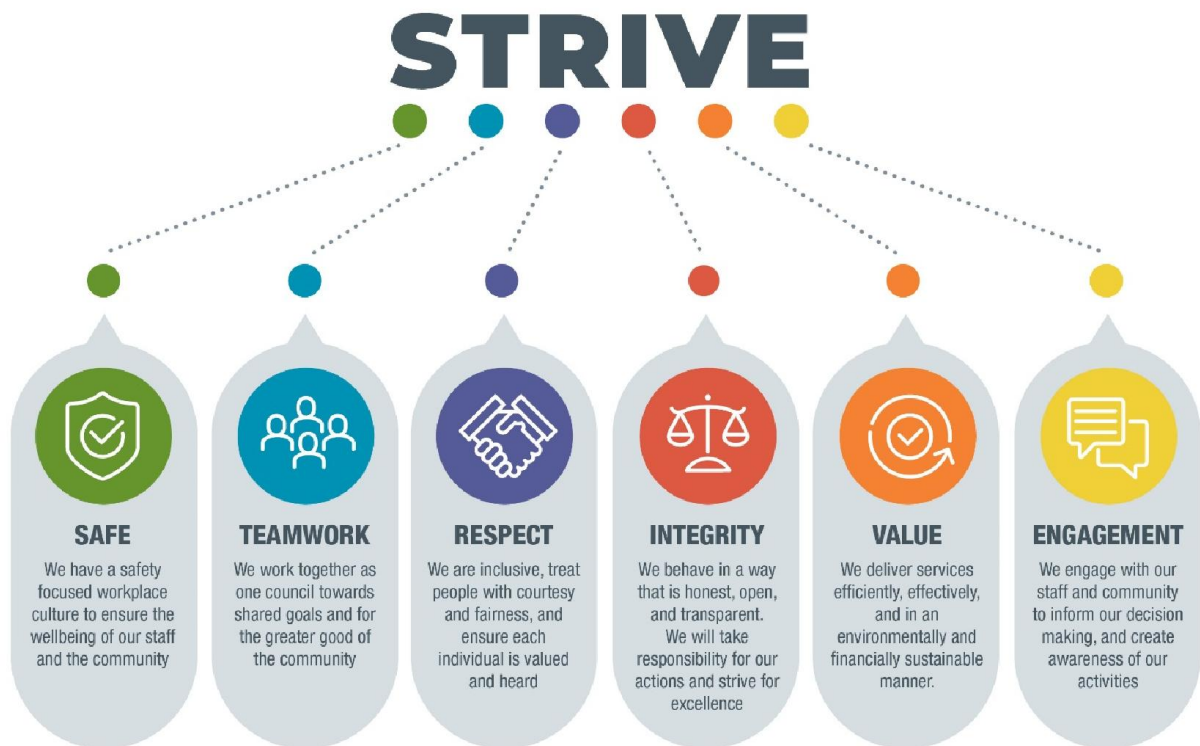 STRIVE
SAFE
We have a safety
focused workplace
culture to ensure the
wellbeing of our staff
and the community
TEAMWORK
We work together as
one council towards
shared goals and for
the greater good of
the community
RESPECT
We are inclusive, treat
people with courtesy
and fairness, and
ensure each
individual is valued
and heard
INTEGRITY
We behave in a way
that is honest, open,
and transparent.
We will take
responsibility for our
actions and strive for
excellence
VALUE
We deliver services
efficiently, effectively,
and in an
environmentally and
financially sustainable
manner.
ENGAGEMENT
We engage with our
staff and community
to inform our decision
making, and create
awareness of our
activities